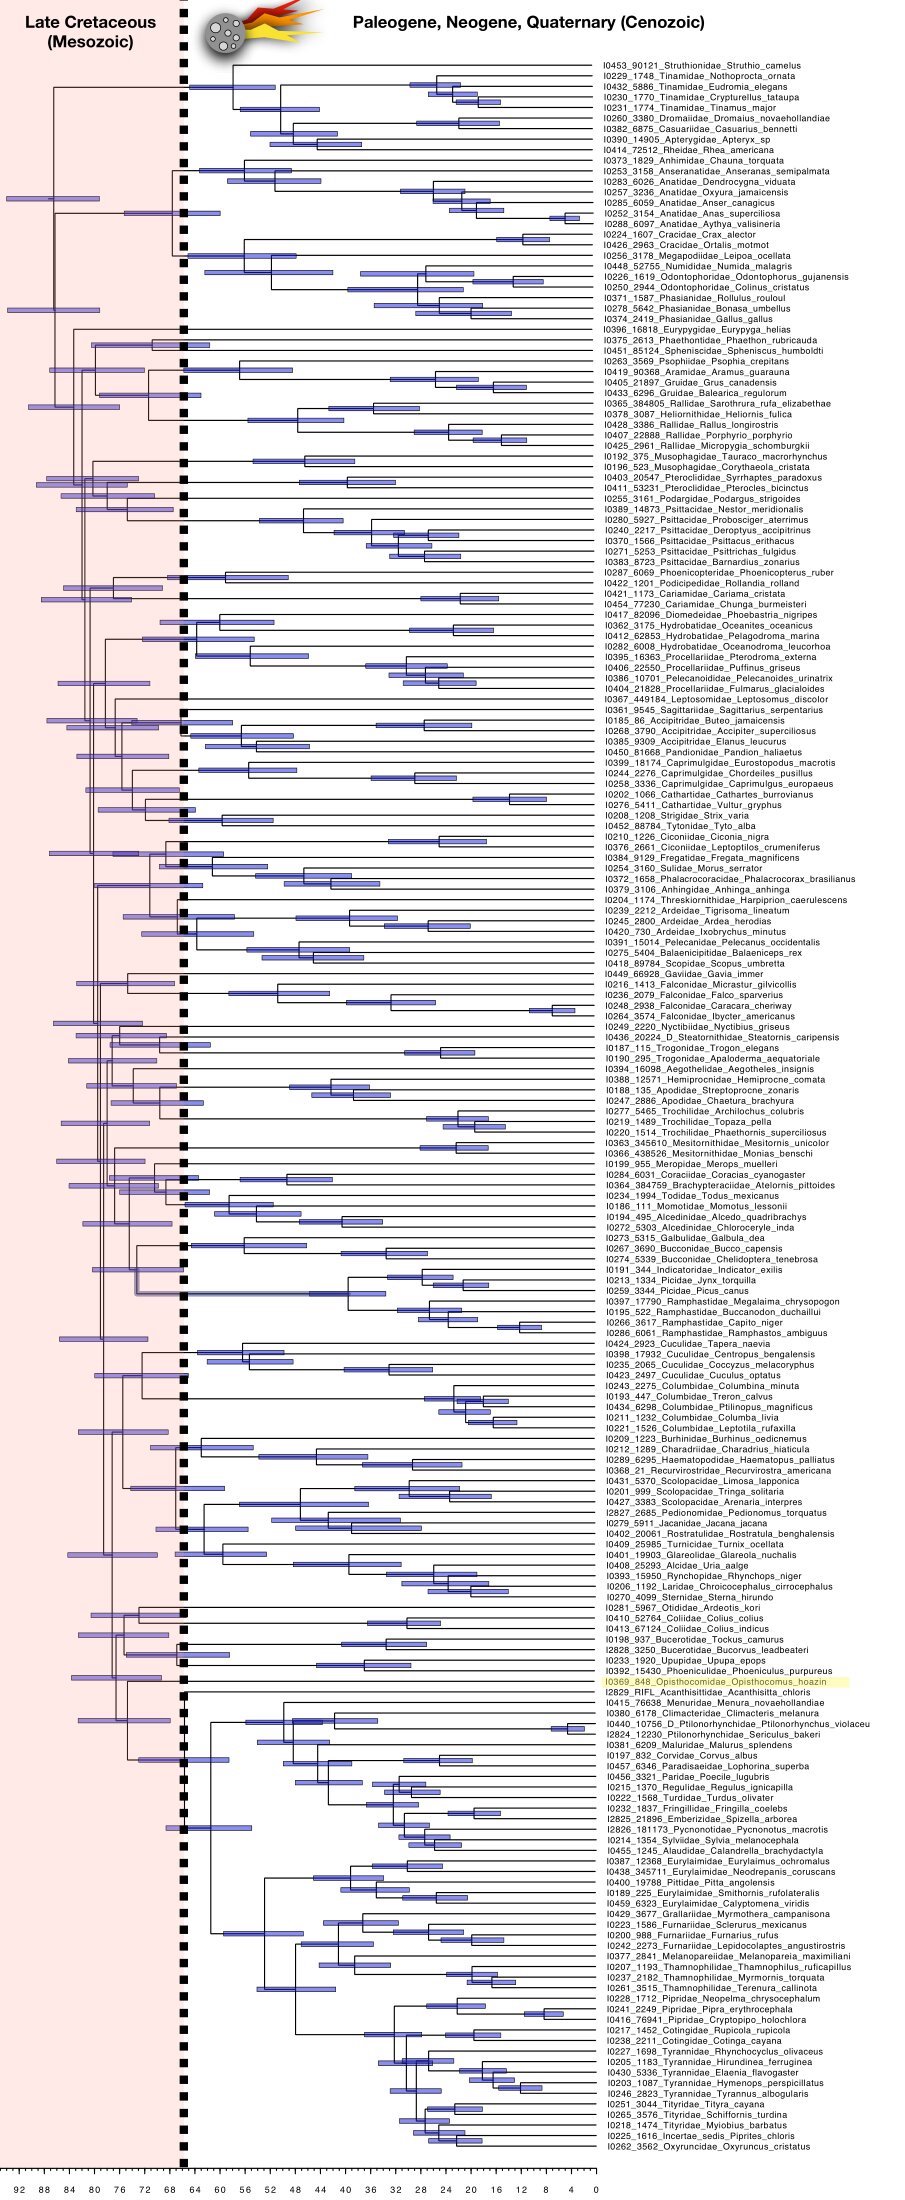 Late Cretaceous
(Mesozoic)
Paleogene, Neogene, Quaternary (Cenozoic)
I0453_90121_Struthionidae_Struthio_camelus
I0229_1748_Tinamidae_Nothoprocta_ornata
I0432_5886_Tinamidae_Eudromia_elegans
I0230_1770_Tinamidae_Crypturellus_tataupa
I0231_1774_Tinamidae_Tinamus_major
I0260_3380_Dromaiidae_Dromaius_novaehollandiae
I0382_6875_Casuariidae_Casuarius_bennetti
I0390_14905_Apterygidae_Apteryx_sp
I0414_72512_Rheidae_Rhea_americana
I0373_1829_Anhimidae_Chauna_torquata
I0253_3158_Anseranatidae_Anseranas_semipalmata
I0283_6026_Anatidae_Dendrocygna_viduata
I0257_3236_Anatidae_Oxyura_jamaicensis
I0285_6059_Anatidae_Anser_canagicus
I0252_3154_Anatidae_Anas_superciliosa
I0288_6097_Anatidae_Aythya_valisineria
I0224_1607_Cracidae_Crax_alector
I0426_2963_Cracidae_Ortalis_motmot
I0256_3178_Megapodiidae_Leipoa_ocellata
I0448_52755_Numididae_Numida_malagris
I0226_1619_Odontophoridae_Odontophorus_gujanensis
I0250_2944_Odontophoridae_Colinus_cristatus
I0371_1587_Phasianidae_Rollulus_rouloul
I0278_5642_Phasianidae_Bonasa_umbellus
I0374_2419_Phasianidae_Gallus_gallus
I0396_16818_Eurypygidae_Eurypyga_helias
I0375_2613_Phaethontidae_Phaethon_rubricauda
I0451_85124_Spheniscidae_Spheniscus_humboldti
I0263_3569_Psophiidae_Psophia_crepitans
I0419_90368_Aramidae_Aramus_guarauna
I0405_21897_Gruidae_Grus_canadensis
I0433_6296_Gruidae_Balearica_regulorum
I0365_384805_Rallidae_Sarothrura_rufa_elizabethae
I0378_3087_Heliornithidae_Heliornis_fulica
I0428_3386_Rallidae_Rallus_longirostris
I0407_22888_Rallidae_Porphyrio_porphyrio
I0425_2961_Rallidae_Micropygia_schomburgkii
I0192_375_Musophagidae_Tauraco_macrorhynchus
I0196_523_Musophagidae_Corythaeola_cristata
I0403_20547_Pteroclididae_Syrrhaptes_paradoxus
I0411_53231_Pteroclididae_Pterocles_bicinctus
I0255_3161_Podargidae_Podargus_strigoides
I0389_14873_Psittacidae_Nestor_meridionalis
I0280_5927_Psittacidae_Probosciger_aterrimus
I0240_2217_Psittacidae_Deroptyus_accipitrinus
I0370_1566_Psittacidae_Psittacus_erithacus
I0271_5253_Psittacidae_Psittrichas_fulgidus
I0383_8723_Psittacidae_Barnardius_zonarius
I0287_6069_Phoenicopteridae_Phoenicopterus_ruber
I0422_1201_Podicipedidae_Rollandia_rolland
I0421_1173_Cariamidae_Cariama_cristata
I0454_77230_Cariamidae_Chunga_burmeisteri
I0417_82096_Diomedeidae_Phoebastria_nigripes
I0362_3175_Hydrobatidae_Oceanites_oceanicus
I0412_62853_Hydrobatidae_Pelagodroma_marina
I0282_6008_Hydrobatidae_Oceanodroma_leucorhoa
I0395_16363_Procellariidae_Pterodroma_externa
I0406_22550_Procellariidae_Puffinus_griseus
I0386_10701_Pelecanoididae_Pelecanoides_urinatrix
I0404_21828_Procellariidae_Fulmarus_glacialoides
I0367_449184_Leptosomidae_Leptosomus_discolor
I0361_9545_Sagittariidae_Sagittarius_serpentarius
I0185_86_Accipitridae_Buteo_jamaicensis
I0268_3790_Accipitridae_Accipiter_superciliosus
I0385_9309_Accipitridae_Elanus_leucurus
I0450_81668_Pandionidae_Pandion_haliaetus
I0399_18174_Caprimulgidae_Eurostopodus_macrotis
I0244_2276_Caprimulgidae_Chordeiles_pusillus
I0258_3336_Caprimulgidae_Caprimulgus_europaeus
I0202_1066_Cathartidae_Cathartes_burrovianus
I0276_5411_Cathartidae_Vultur_gryphus
I0208_1208_Strigidae_Strix_varia
I0452_88784_Tytonidae_Tyto_alba
I0210_1226_Ciconiidae_Ciconia_nigra
I0376_2661_Ciconiidae_Leptoptilos_crumeniferus
I0384_9129_Fregatidae_Fregata_magnificens
I0254_3160_Sulidae_Morus_serrator
I0372_1658_Phalacrocoracidae_Phalacrocorax_brasilianus
I0379_3106_Anhingidae_Anhinga_anhinga
I0204_1174_Threskiornithidae_Harpiprion_caerulescens
I0239_2212_Ardeidae_Tigrisoma_lineatum
I0245_2800_Ardeidae_Ardea_herodias
I0420_730_Ardeidae_Ixobrychus_minutus
I0391_15014_Pelecanidae_Pelecanus_occidentalis
I0275_5404_Balaenicipitidae_Balaeniceps_rex
I0418_89784_Scopidae_Scopus_umbretta
I0449_66928_Gaviidae_Gavia_immer
I0216_1413_Falconidae_Micrastur_gilvicollis
I0236_2079_Falconidae_Falco_sparverius
I0248_2938_Falconidae_Caracara_cheriway
I0264_3574_Falconidae_Ibycter_americanus
I0249_2220_Nyctibiidae_Nyctibius_griseus
I0436_20224_D_Steatornithidae_Steatornis_caripensis
I0187_115_Trogonidae_Trogon_elegans
I0190_295_Trogonidae_Apaloderma_aequatoriale
I0394_16098_Aegothelidae_Aegotheles_insignis
I0388_12571_Hemiprocnidae_Hemiprocne_comata
I0188_135_Apodidae_Streptoprocne_zonaris
I0247_2886_Apodidae_Chaetura_brachyura
I0277_5465_Trochilidae_Archilochus_colubris
I0219_1489_Trochilidae_Topaza_pella
I0220_1514_Trochilidae_Phaethornis_superciliosus
I0363_345610_Mesitornithidae_Mesitornis_unicolor
I0366_438526_Mesitornithidae_Monias_benschi
I0199_955_Meropidae_Merops_muelleri
I0284_6031_Coraciidae_Coracias_cyanogaster
I0364_384759_Brachypteraciidae_Atelornis_pittoides
I0234_1994_Todidae_Todus_mexicanus
I0186_111_Momotidae_Momotus_lessonii
I0194_495_Alcedinidae_Alcedo_quadribrachys
I0272_5303_Alcedinidae_Chloroceryle_inda
I0273_5315_Galbulidae_Galbula_dea
I0267_3690_Bucconidae_Bucco_capensis
I0274_5339_Bucconidae_Chelidoptera_tenebrosa
I0191_344_Indicatoridae_Indicator_exilis
I0213_1334_Picidae_Jynx_torquilla
I0259_3344_Picidae_Picus_canus
I0397_17790_Ramphastidae_Megalaima_chrysopogon
I0195_522_Ramphastidae_Buccanodon_duchaillui
I0266_3617_Ramphastidae_Capito_niger
I0286_6061_Ramphastidae_Ramphastos_ambiguus
I0424_2923_Cuculidae_Tapera_naevia
I0398_17932_Cuculidae_Centropus_bengalensis
I0235_2065_Cuculidae_Coccyzus_melacoryphus
I0423_2497_Cuculidae_Cuculus_optatus
I0243_2275_Columbidae_Columbina_minuta
I0193_447_Columbidae_Treron_calvus
I0434_6298_Columbidae_Ptilinopus_magnificus
I0211_1232_Columbidae_Columba_livia
I0221_1526_Columbidae_Leptotila_rufaxilla
I0209_1223_Burhinidae_Burhinus_oedicnemus
I0212_1289_Charadriidae_Charadrius_hiaticula
I0289_6295_Haematopodidae_Haematopus_palliatus
I0368_21_Recurvirostridae_Recurvirostra_americana
I0431_5370_Scolopacidae_Limosa_lapponica
I0201_999_Scolopacidae_Tringa_solitaria
I0427_3383_Scolopacidae_Arenaria_interpres
I2827_2685_Pedionomidae_Pedionomus_torquatus
I0279_5911_Jacanidae_Jacana_jacana
I0402_20061_Rostratulidae_Rostratula_benghalensis
I0409_25985_Turnicidae_Turnix_ocellata
I0401_19903_Glareolidae_Glareola_nuchalis
I0408_25293_Alcidae_Uria_aalge
I0393_15950_Rynchopidae_Rhynchops_niger
I0206_1192_Laridae_Chroicocephalus_cirrocephalus
I0270_4099_Sternidae_Sterna_hirundo
I0281_5967_Otididae_Ardeotis_kori
I0410_52764_Coliidae_Colius_colius
I0413_67124_Coliidae_Colius_indicus
I0198_937_Bucerotidae_Tockus_camurus
I2828_3250_Bucerotidae_Bucorvus_leadbeateri
I0233_1920_Upupidae_Upupa_epops
I0392_15430_Phoeniculidae_Phoeniculus_purpureus
I0369_848_Opisthocomidae_Opisthocomus_hoazin
I2829_RIFL_Acanthisittidae_Acanthisitta_chloris
I0415_76638_Menuridae_Menura_novaehollandiae
I0380_6178_Climacteridae_Climacteris_melanura
I0440_10756_D_Ptilonorhynchidae_Ptilonorhynchus_violaceu
I2824_12230_Ptilonorhynchidae_Sericulus_bakeri
I0381_6209_Maluridae_Malurus_splendens
I0197_832_Corvidae_Corvus_albus
I0457_6346_Paradisaeidae_Lophorina_superba
I0456_3321_Paridae_Poecile_lugubris
I0215_1370_Regulidae_Regulus_ignicapilla
I0222_1568_Turdidae_Turdus_olivater
I0232_1837_Fringillidae_Fringilla_coelebs
I2825_21896_Emberizidae_Spizella_arborea
I2826_181173_Pycnonotidae_Pycnonotus_macrotis
I0214_1354_Sylviidae_Sylvia_melanocephala
I0455_1245_Alaudidae_Calandrella_brachydactyla
I0387_12368_Eurylaimidae_Eurylaimus_ochromalus
I0438_345711_Eurylaimidae_Neodrepanis_coruscans
I0400_19788_Pittidae_Pitta_angolensis
I0189_225_Eurylaimidae_Smithornis_rufolateralis
I0459_6323_Eurylaimidae_Calyptomena_viridis
I0429_3677_Grallariidae_Myrmothera_campanisona
I0223_1586_Furnariidae_Sclerurus_mexicanus
I0200_988_Furnariidae_Furnarius_rufus
I0242_2273_Furnariidae_Lepidocolaptes_angustirostris
I0377_2841_Melanopareiidae_Melanopareia_maximiliani
I0207_1193_Thamnophilidae_Thamnophilus_ruficapillus
I0237_2182_Thamnophilidae_Myrmornis_torquata
I0261_3515_Thamnophilidae_Terenura_callinota
I0228_1712_Pipridae_Neopelma_chrysocephalum
I0241_2249_Pipridae_Pipra_erythrocephala
I0416_76941_Pipridae_Cryptopipo_holochlora
I0217_1452_Cotingidae_Rupicola_rupicola
I0238_2211_Cotingidae_Cotinga_cayana
I0227_1698_Tyrannidae_Rhynchocyclus_olivaceus
I0205_1183_Tyrannidae_Hirundinea_ferruginea
I0430_5336_Tyrannidae_Elaenia_flavogaster
I0203_1087_Tyrannidae_Hymenops_perspicillatus
I0246_2823_Tyrannidae_Tyrannus_albogularis
I0251_3044_Tityridae_Tityra_cayana
I0265_3576_Tityridae_Schiffornis_turdina
I0218_1474_Tityridae_Myiobius_barbatus
I0225_1616_Incertae_sedis_Piprites_chloris
I0262_3562_Oxyruncidae_Oxyruncus_cristatus
92 88 84 80 76 72 68 64 60 56 52 48 44 40 36 32 28 24 20 16 12 8 4 0